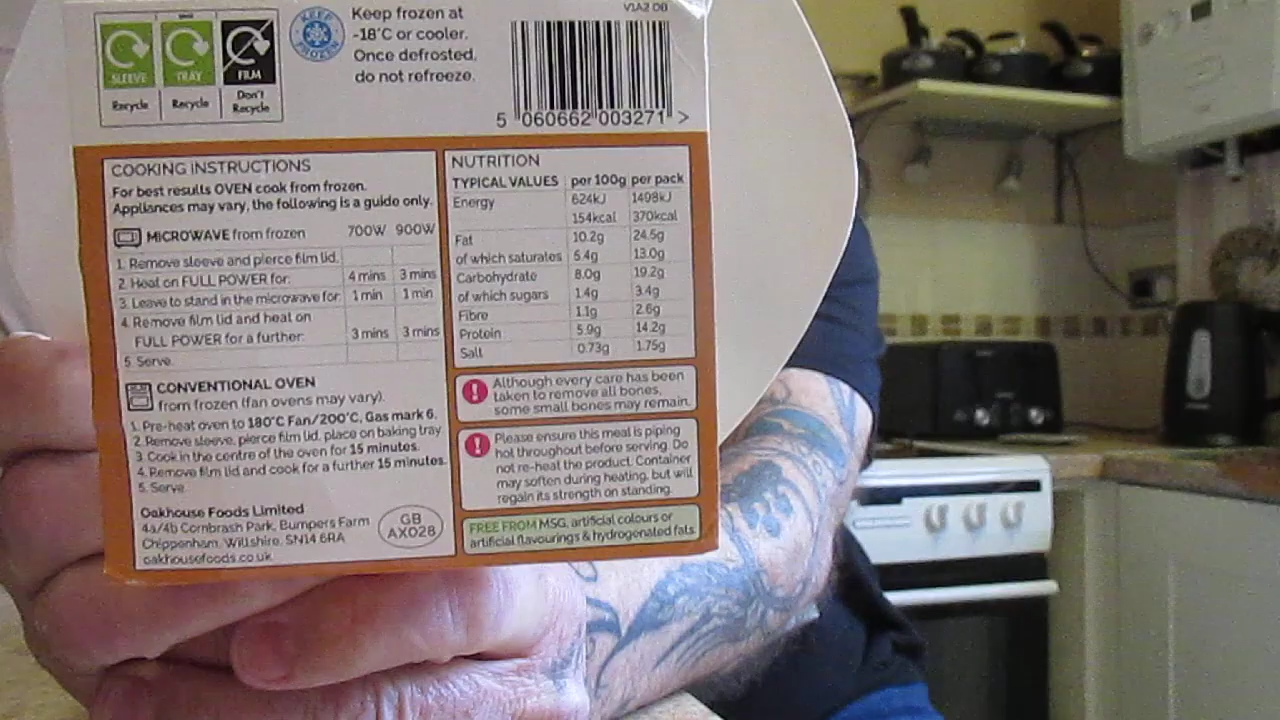 SLEEVE
TRAY
FILM
Recycle
Recycle
Don't
Recycle
KEEP
FROZEN
Keep frozen at
-18°C or cooler.
Once defrosted,
do not refreeze.
V1A2 08
5 060662 003271 >
COOKING INSTRUCTIONS
For best results OVEN cook from frozen.
Appliances may vary, the following is a guide only.
MICROWAVE from frozen 700W 900W
1. Remove sleeve and pierce film lid.
2. Heat on FULL POWER for: 4 mins 3 mins
3. Leave to stand in the microwave for: 1 min 1 min
4. Remove film lid and heat on
FULL POWER for a further: 3 mins 3 mins
5. Serve.
CONVENTIONAL OVEN
from frozen (fan ovens may vary).
1. Pre-heat oven to 180°C Fan/200°C, Gas mark 6.
2. Remove sleeve, pierce film lid, place on baking tray.
3. Cook in the centre of the oven for 15 minutes.
4. Remove film lid and cook for a further 15 minutes.
5. Serve.
Oakhouse Foods Limited
4a/4b Cornbrash Park, Bumpers Farm
Chippenham, Wiltshire, SN14 6RA
oakhousefoods.co.uk
GB
AX028
NUTRITION
TYPICAL VALUES per 100g per pack
Energy 624kJ 1498kJ
154kcal 370kcal
Fat 10.2g 24.5g
of which saturates 5.4g 13.0g
Carbohydrate 8.0g 19.2g
of which sugars 1.4g 3.4g
Fibre 1.1g 2.6g
Protein 5.9g 14.2g
Salt 0.73g 1.75g
Although every care has been
taken to remove all bones,
some small bones may remain.
Please ensure this meal is piping
hot throughout before serving. Do
not re-heat the product. Container
may soften during heating, but will
regain its strength on standing.
FREE FROM MSG, artificial colours or
artificial flavourings & hydrogenated fats.